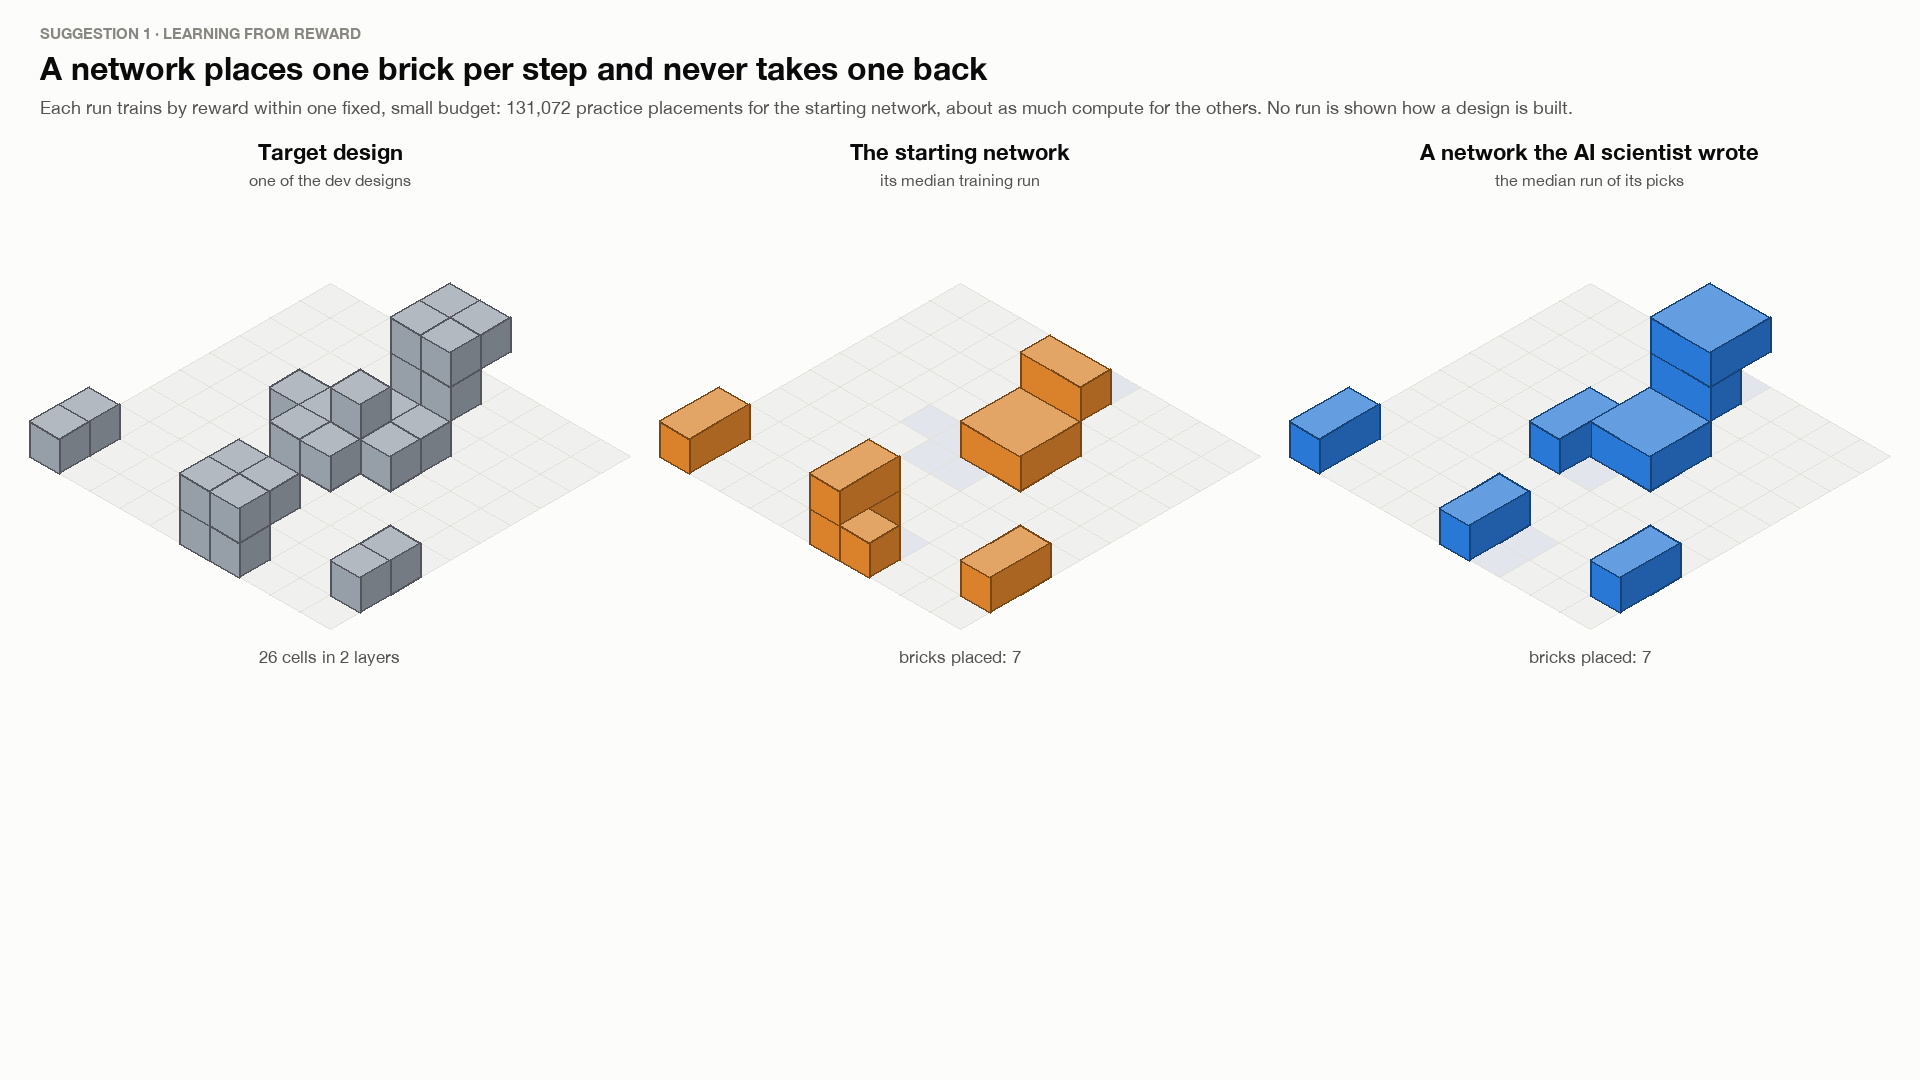 SUGGESTION 1 · LEARNING FROM REWARD
A network places one brick per step and never takes one back
Each run trains by reward within one fixed, small budget: 131,072 practice placements for the starting network, about as much compute for the others. No run is shown how a design is built.
Target design
one of the dev designs
The starting network
its median training run
A network the AI scientist wrote
the median run of its picks
26 cells in 2 layers
bricks placed: 7
bricks placed: 7